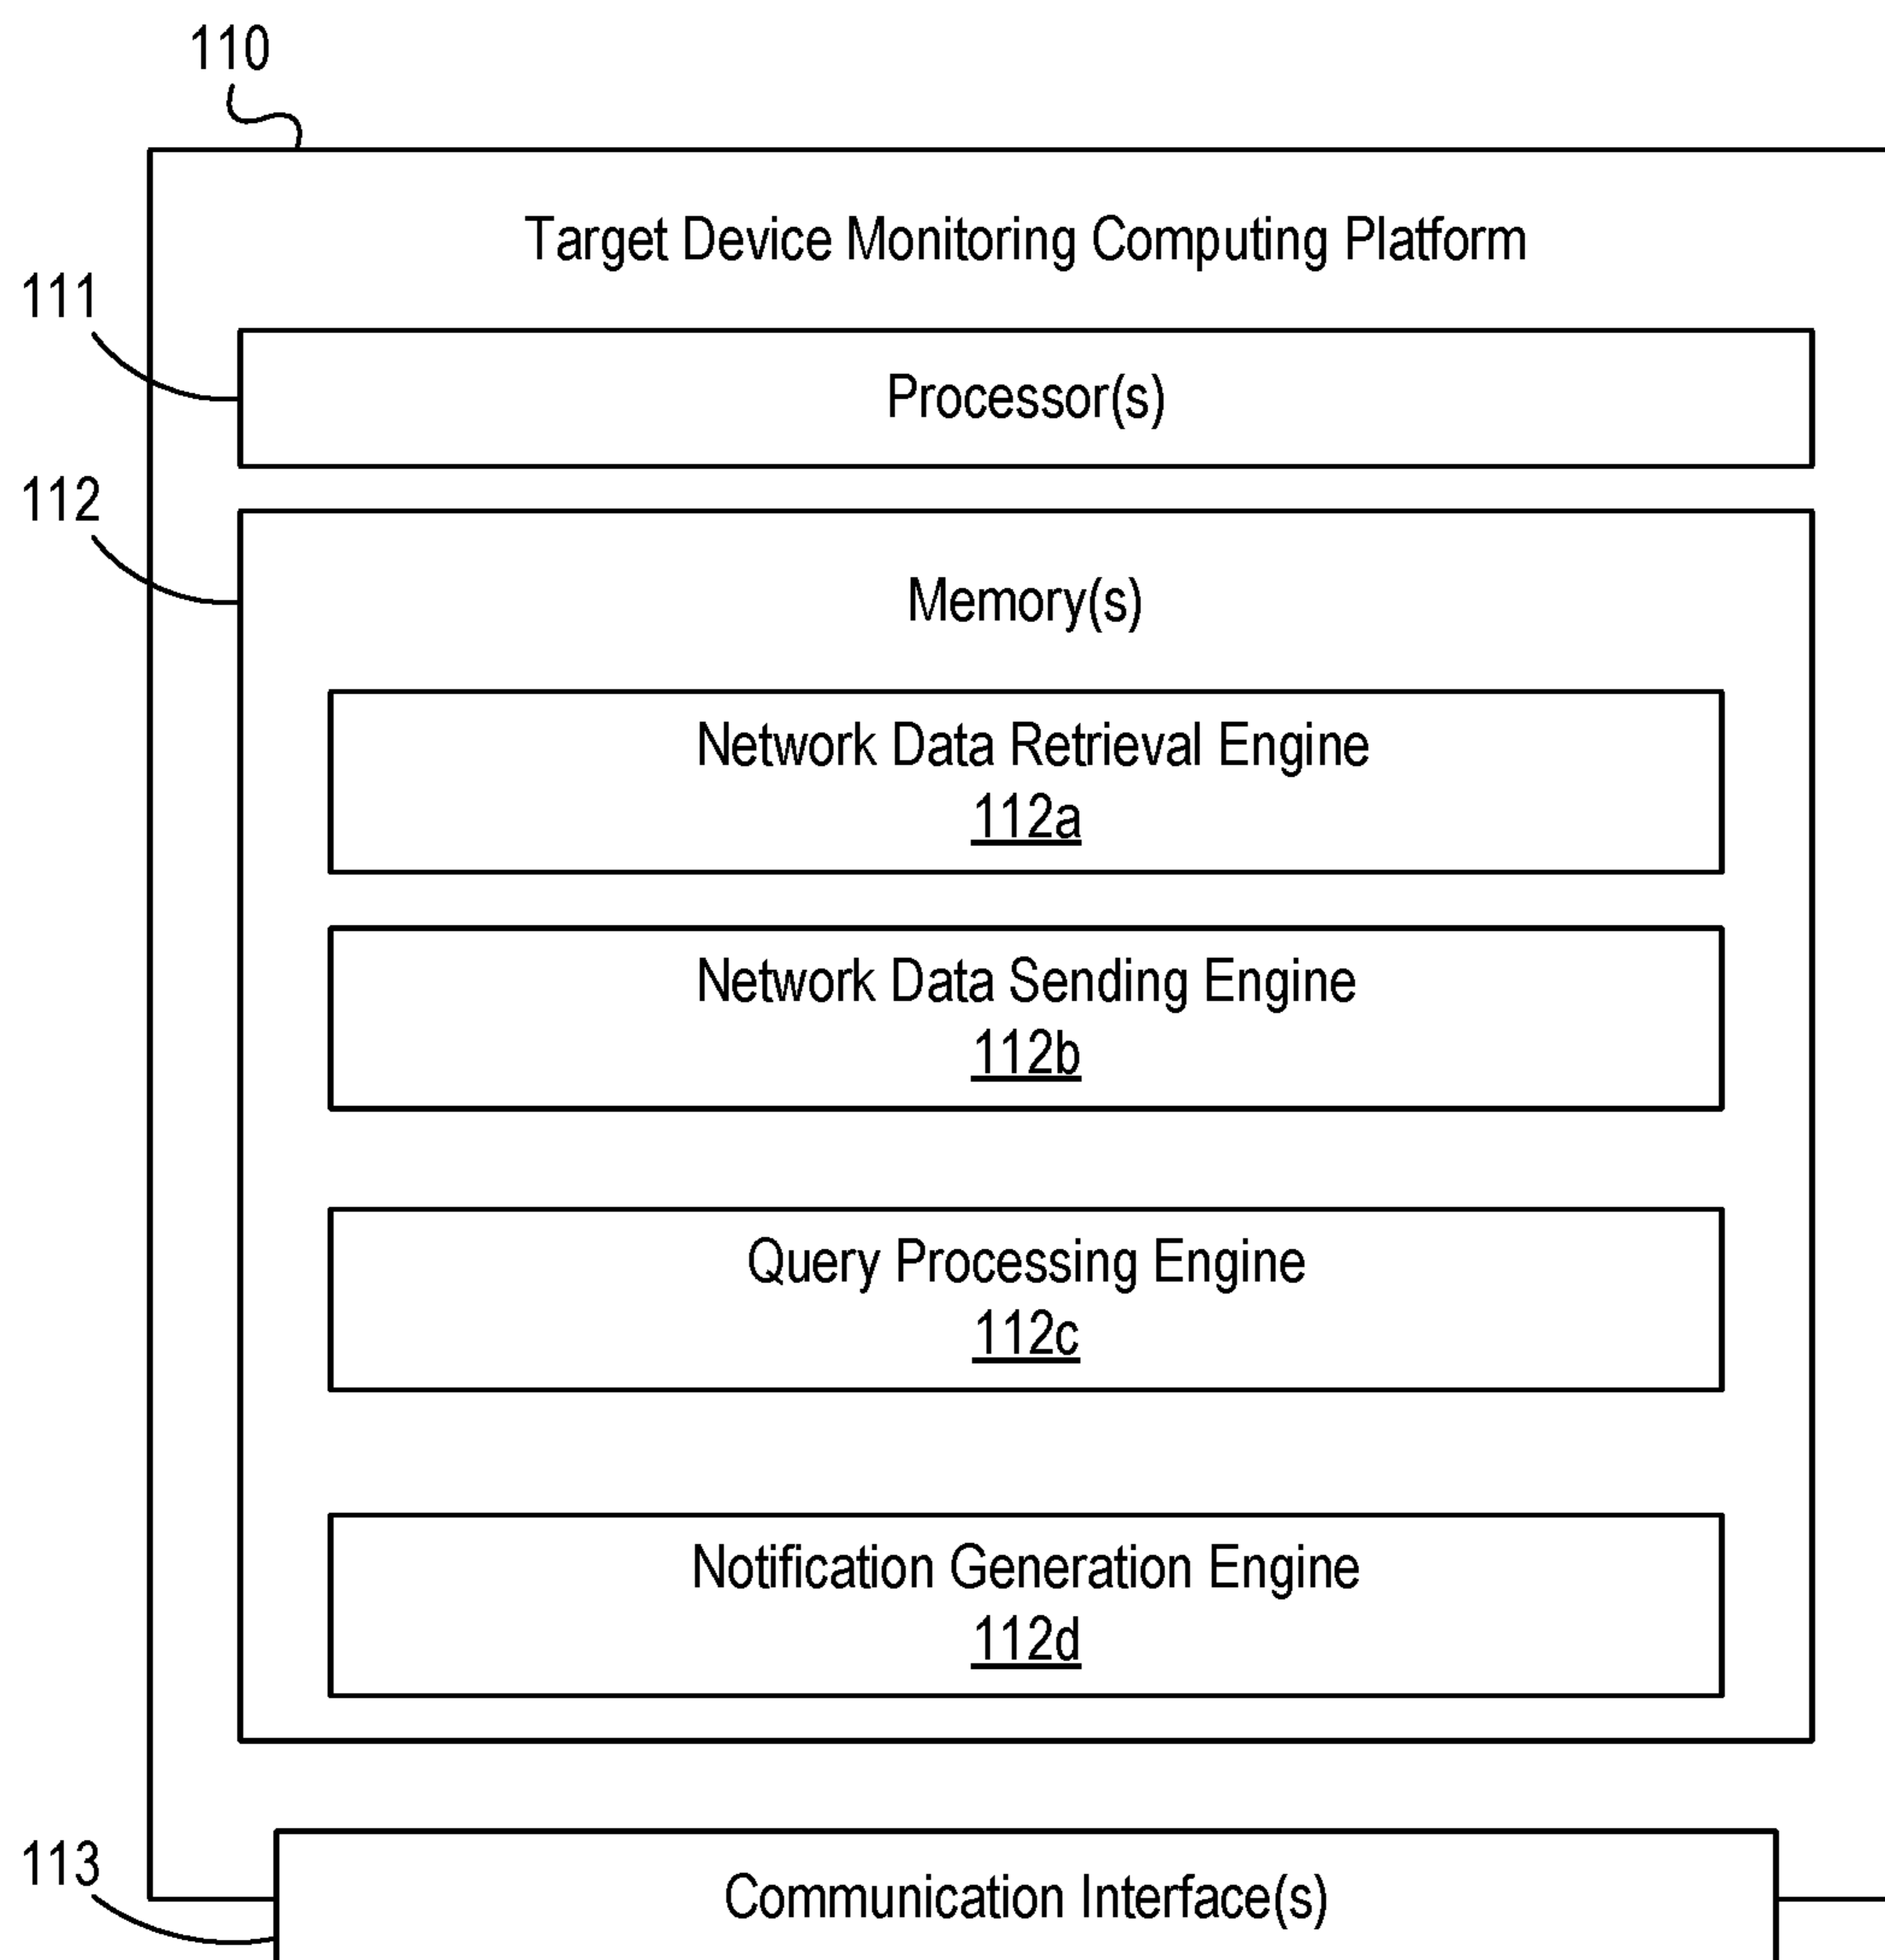 110
Target Device Monitoring Computing Platform
111
Processor(s)
112
Memory(s)
Network Data Retrieval Engine
112a
Network Data Sending Engine
112b
Query Processing Engine
112c
Notification Generation Engine
112d
113
Communication Interface(s)